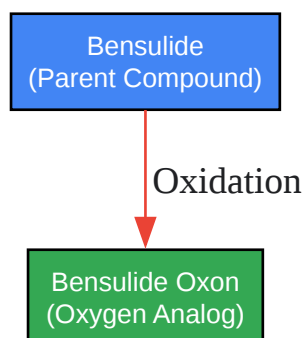 Bensulide
(Parent Compound)
Oxidation
Bensulide Oxon
(Oxygen Analog)